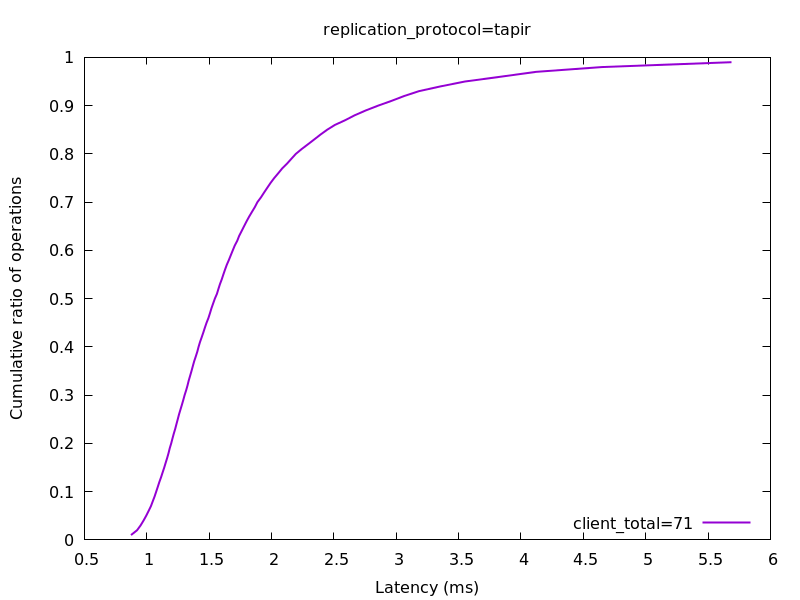 replication_protocol=tapir
1
0.9
0.8
0.7
0.6
0.5
0.4
0.3
0.2
0.1
0
Cumulative ratio of operations
client_total=71
0.5 1 1.5 2 2.5 3 3.5 4 4.5 5 5.5 6
Latency (ms)